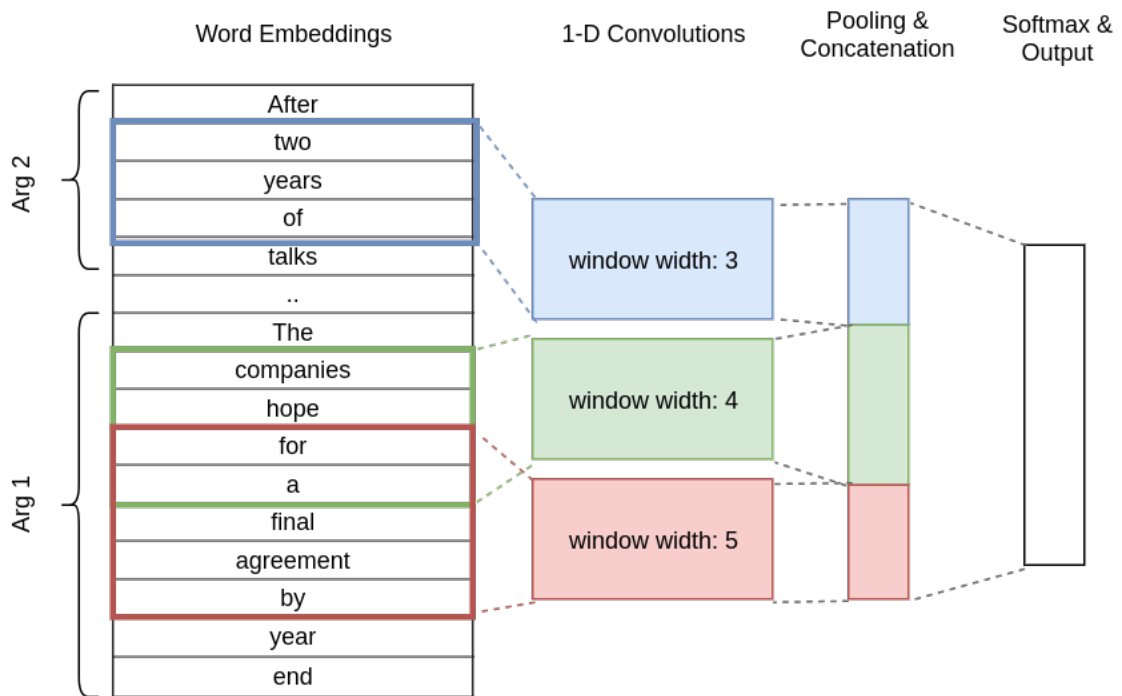 Word Embeddings
1-D Convolutions
Pooling &
Concatenation
Softmax &
Output
Arg 2
After
two
years
of
talks
..
Arg 1
The
companies
hope
for
a
final
agreement
by
year
end
window width: 3
window width: 4
window width: 5